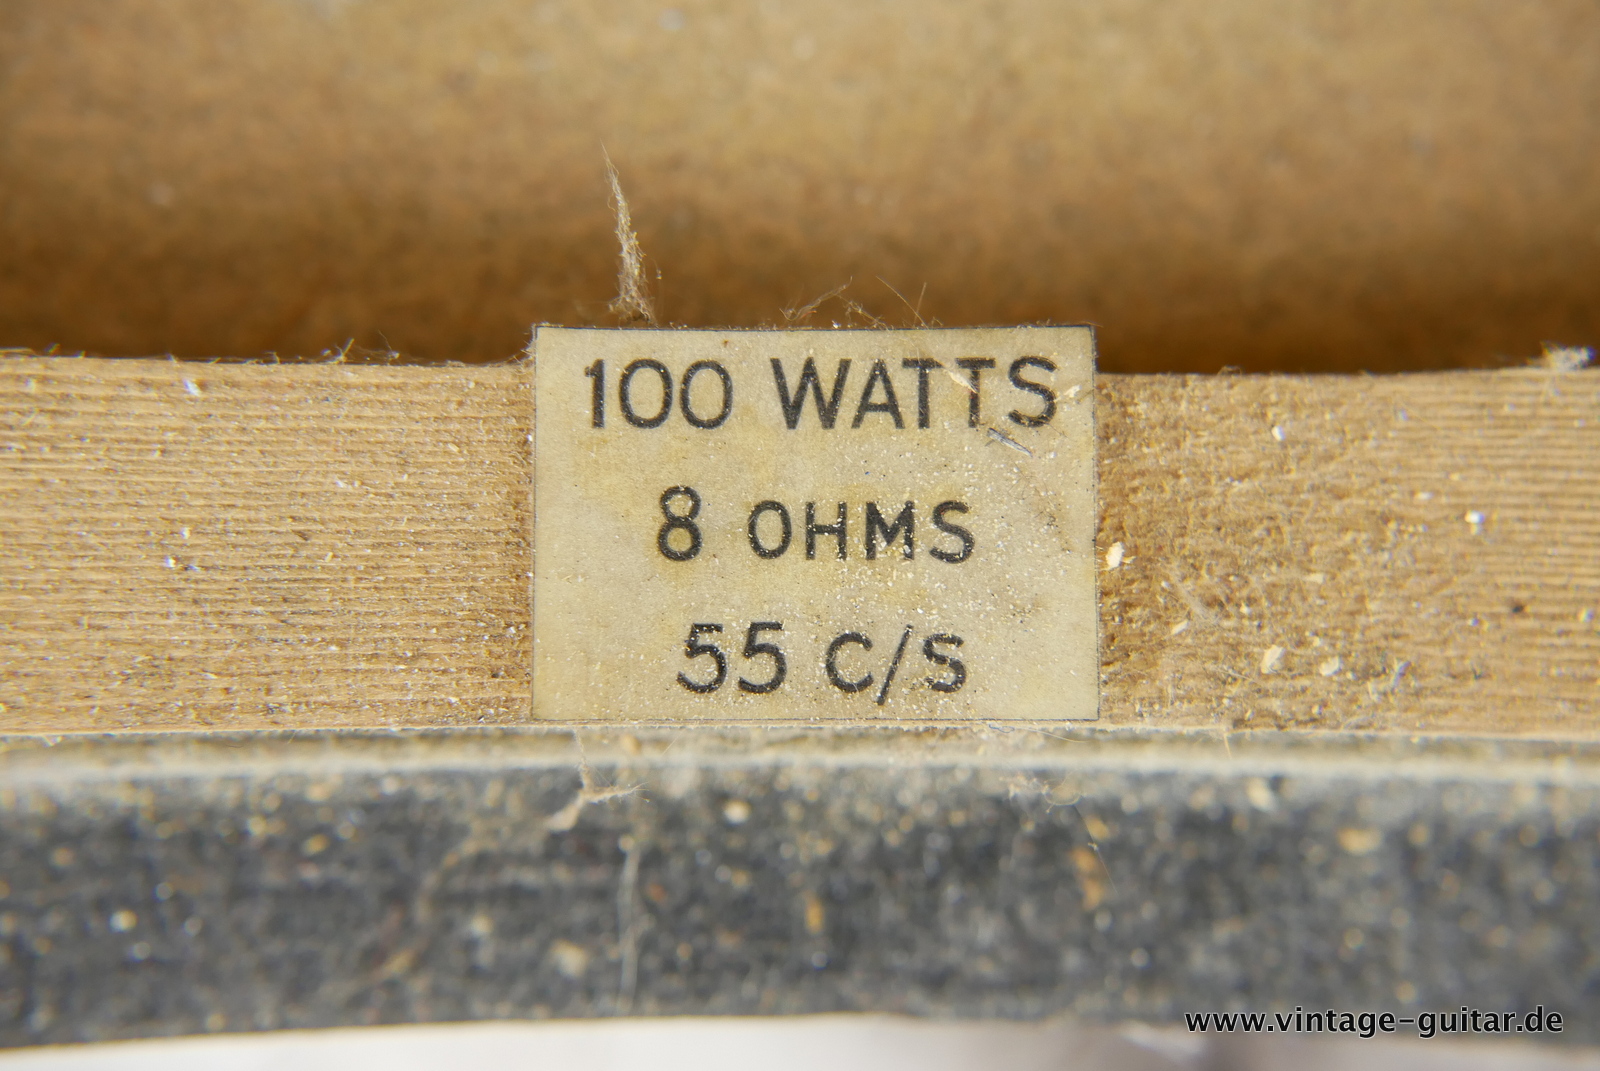 100 WATTS
8 OHMS
55 C/S
www.vintage-guitar.de